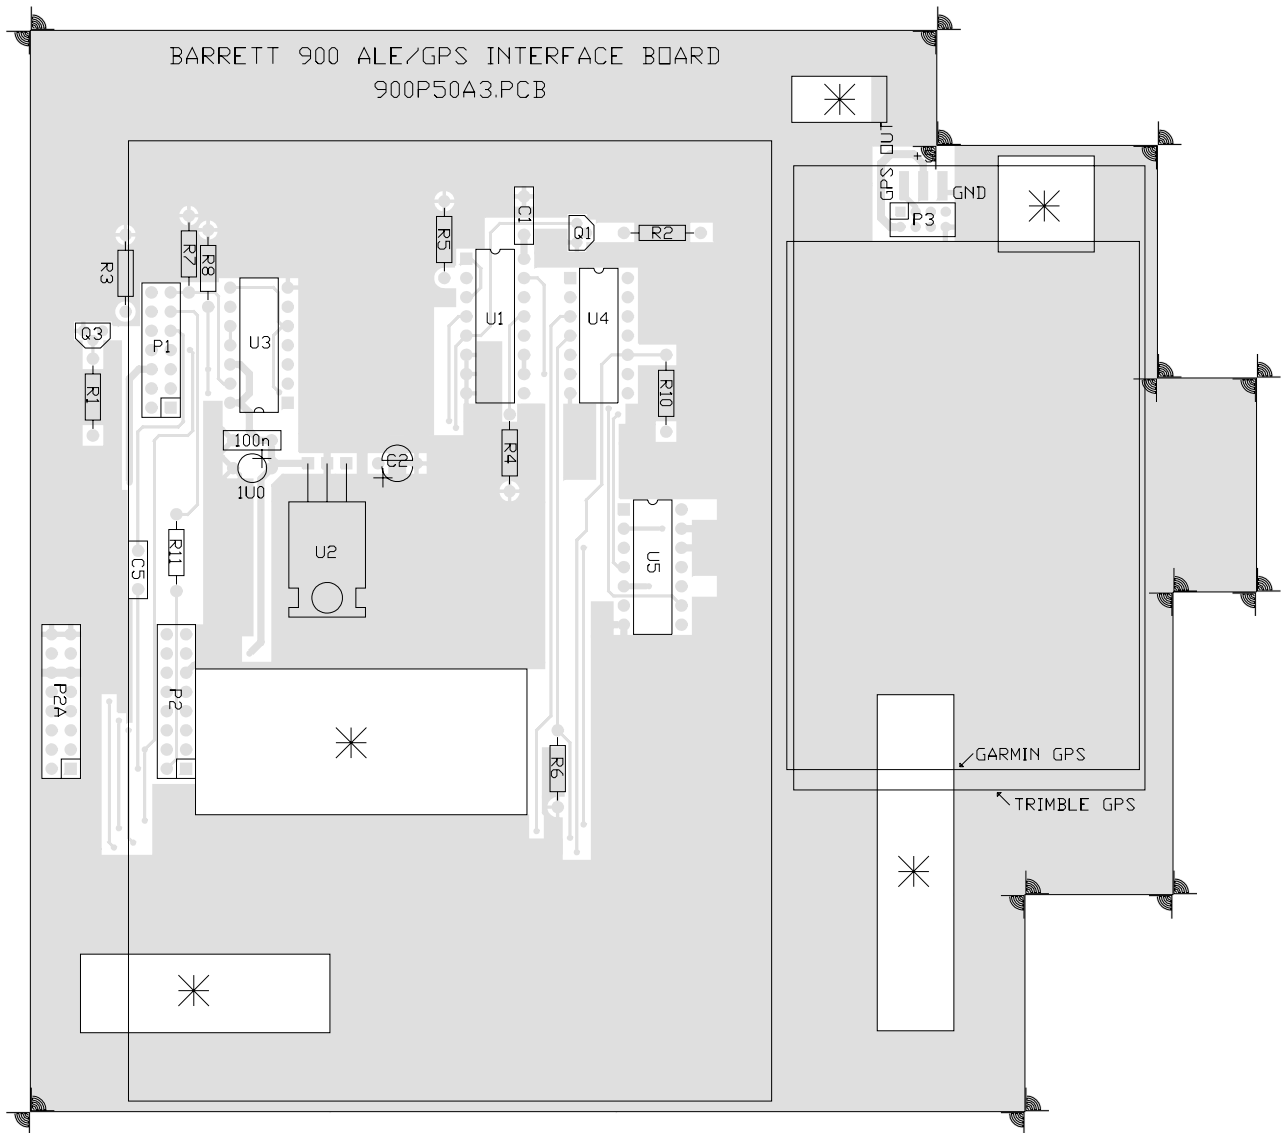 BARRETT 900 ALE/GPS INTERFACE BOARD
900P50A3.PCB
GPS OUT
+
GND
P3
C1
R5
Q1
R2
R7
R8
R3
Q3
P1
U3
U1
U4
R1
R10
100n
1U0
C2
R4
U2
R11
C5
U5
P2A
P2
R6
GARMIN GPS
TRIMBLE GPS